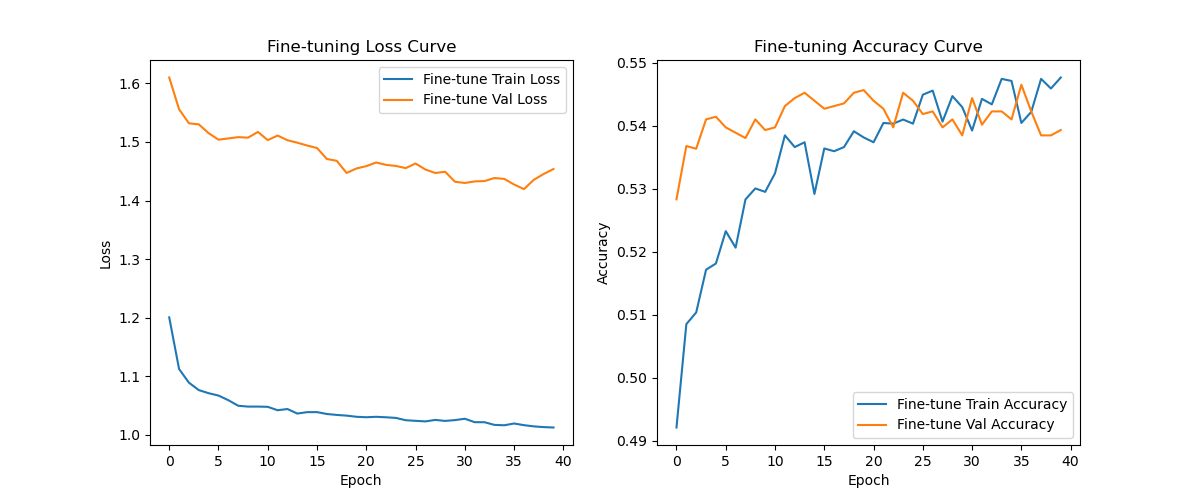 Fine-tuning Loss Curve
Fine-tune Train Loss
Fine-tune Val Loss
1.6
1.5
1.4
1.3
1.2
1.1
1.0
Loss
0 5 10 15 20 25 30 35 40
Epoch
Fine-tuning Accuracy Curve
0.55
0.54
0.53
0.52
0.51
0.50
0.49
Accuracy
Fine-tune Train Accuracy
Fine-tune Val Accuracy
0 5 10 15 20 25 30 35 40
Epoch